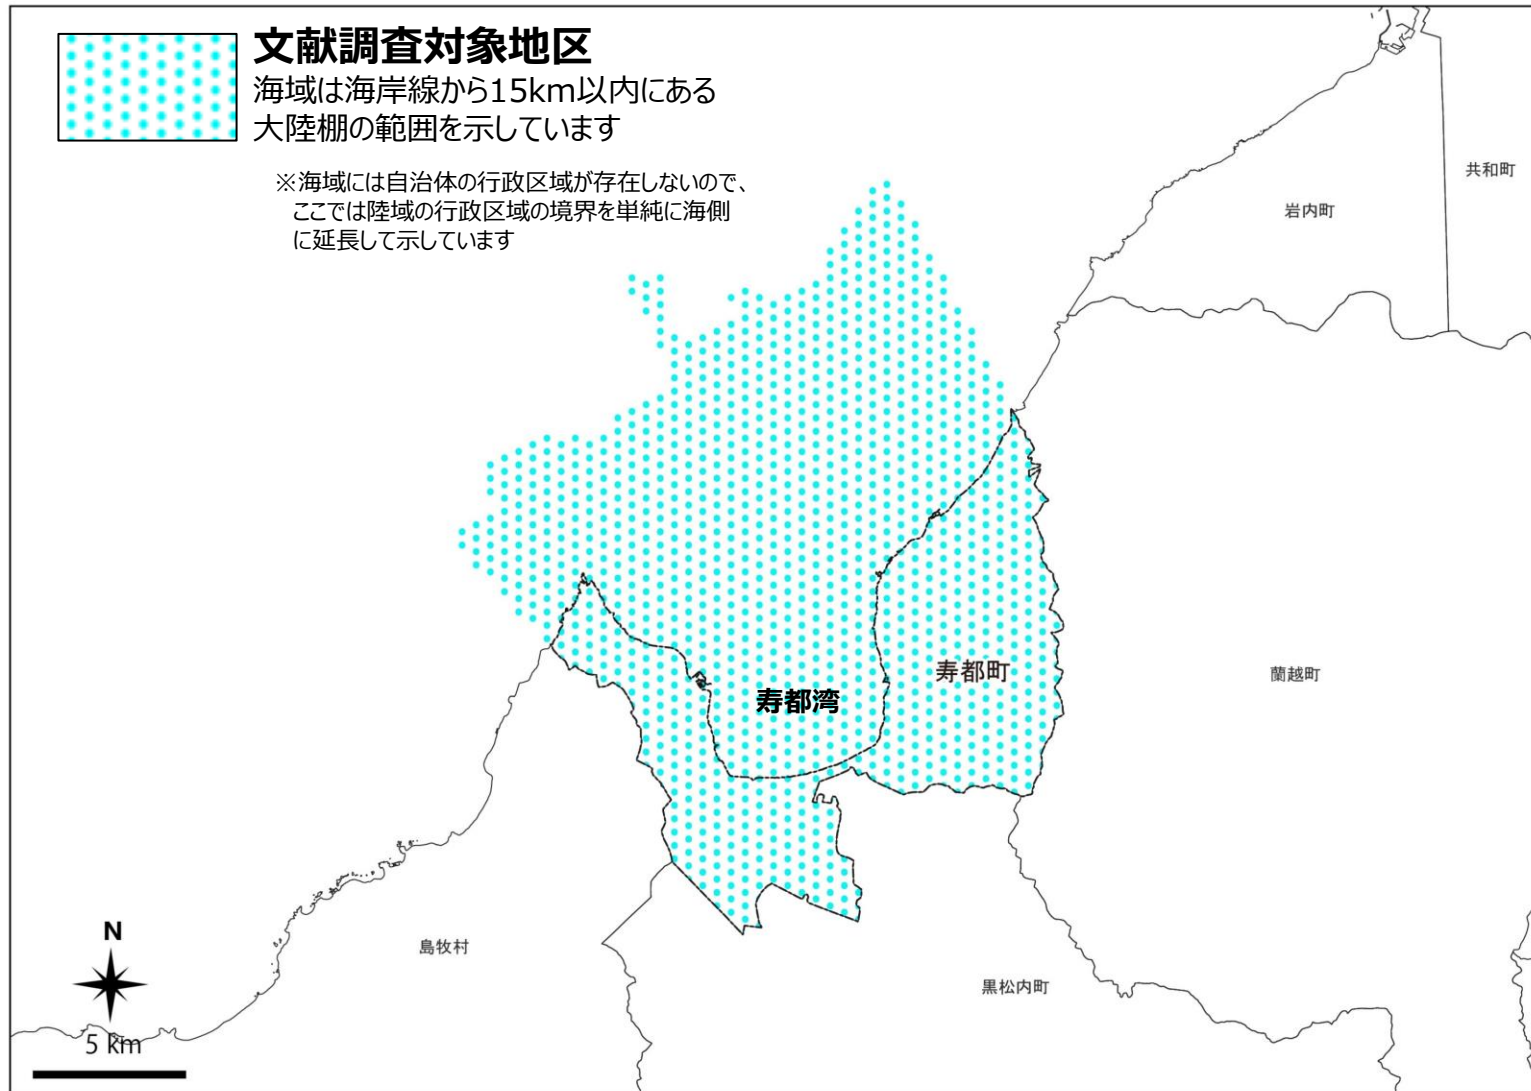 文献調査対象地区
海域は海岸線から15km以内にある
大陸棚の範囲を示しています
※海域には自治体の行政区域が存在しないので、
ここでは陸域の行政区域の境界を単純に海側
に延長して示しています
共和町
岩内町
寿都町
蘭越町
寿都湾
島牧村
黒松内町
N
5 km